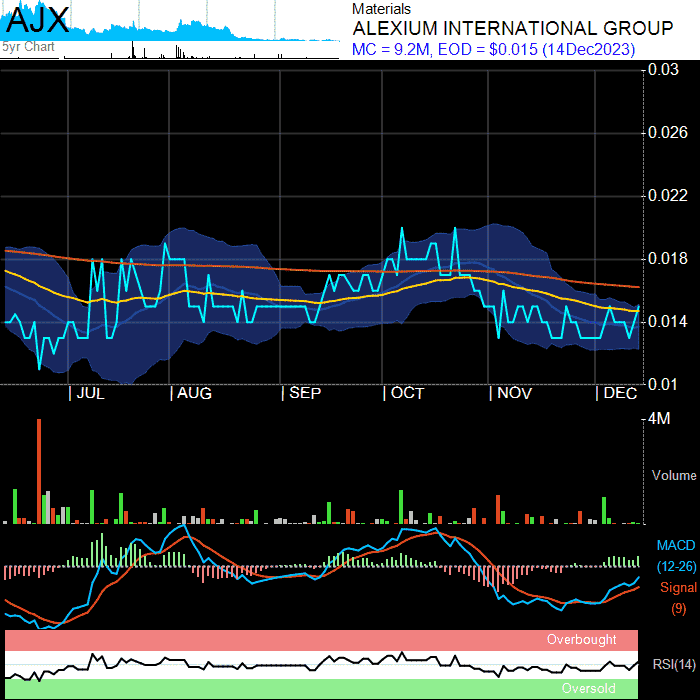 AJX
5yr Chart
Materials
ALEXIUM INTERNATIONAL GROUP
MC = 9.2M, EOD = $0.015 (14Dec2023)
0.03
0.026
0.022
0.018
0.014
0.01
| JUL | AUG | SEP | OCT | NOV | DEC
4M
Volume
MACD
(12-26)
Signal
(9)
Overbought
RSI(14)
Oversold